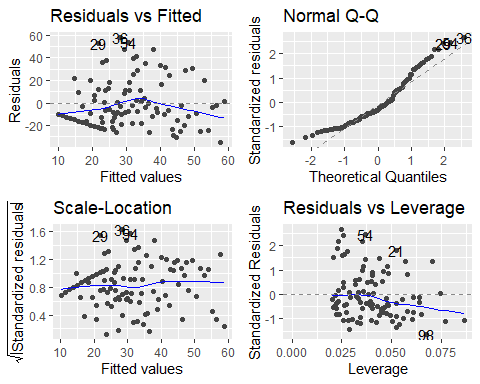 Residuals vs Fitted
Residuals
60
40
20
0
-20
29
36
54
10 20 30 40 50 60
Fitted values
Normal Q-Q
Standardized residuals
2
1
0
-1
54
36
-2 -1 0 1 2
Theoretical Quantiles
Scale-Location
√|Standardized residuals|
1.6
1.2
0.8
0.4
29
36
54
10 20 30 40 50 60
Fitted values
Residuals vs Leverage
Standardized Residuals
2
1
0
-1
54
21
98
0.000 0.025 0.050 0.075
Leverage